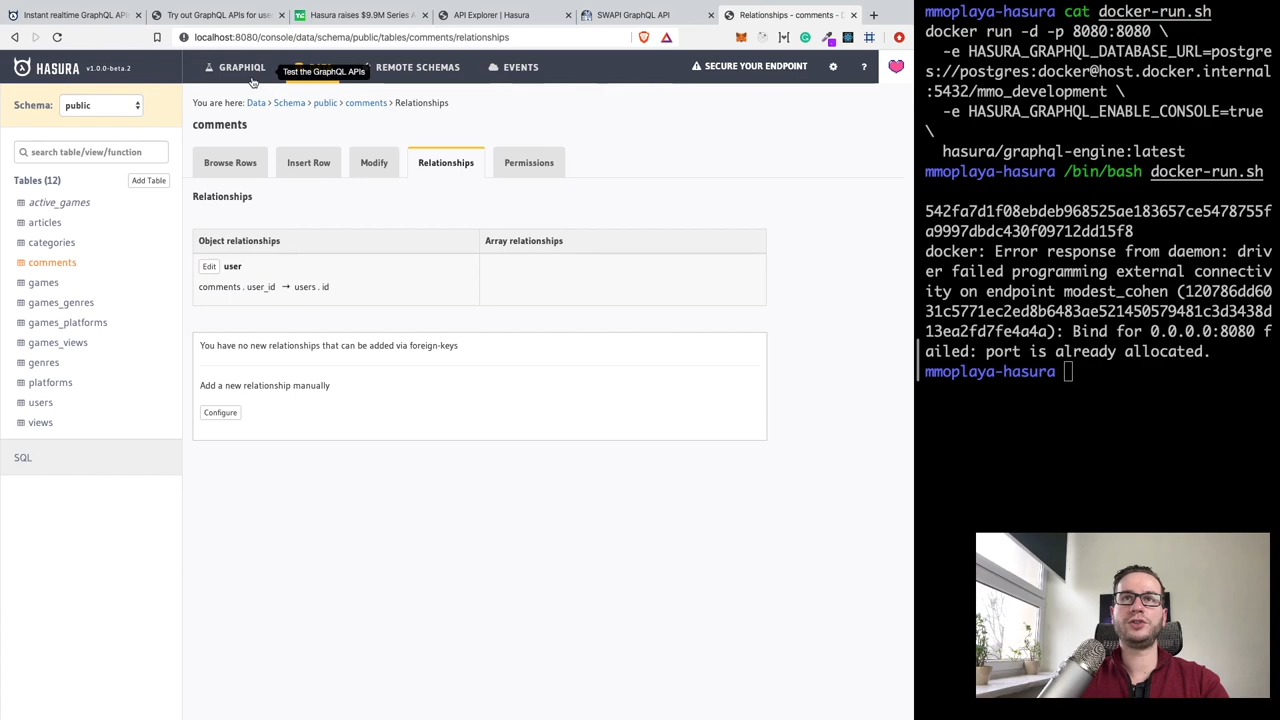 Instant realtime GraphQL APIs
Try out GraphQL APIs for use
Hasura raises $9.9M Series A
API Explorer | Hasura
SWAPI GraphQL API
Relationships - comments - D
localhost:8080/console/data/schema/public/tables/comments/relationships
HASURA v1.0.0-beta.2
GRAPHIQL
Test the GraphQL APIs
REMOTE SCHEMAS
EVENTS
SECURE YOUR ENDPOINT
?
Schema: public
search table/view/function
Tables (12)
Add Table
active_games
articles
categories
comments
games
games_genres
games_platforms
games_views
genres
platforms
users
views
SQL
You are here: Data > Schema > public > comments > Relationships
comments
Browse Rows
Insert Row
Modify
Relationships
Permissions
Relationships
Object relationships
Array relationships
Edit user
comments . user_id → users . id
You have no new relationships that can be added via foreign-keys
Add a new relationship manually
Configure
mmoplaya-hasura cat docker-run.sh
docker run -d -p 8080:8080 \
-e HASURA_GRAPHQL_DATABASE_URL=postgre
s://postgres:docker@host.docker.internal
:5432/mmo_development \
-e HASURA_GRAPHQL_ENABLE_CONSOLE=true
\
hasura/graphql-engine:latest
mmoplaya-hasura /bin/bash docker-run.sh
542fa7d1f08ebdeb968525ae183657ce5478755f
a9997dbdc430f09712dd15f8
docker: Error response from daemon: driv
er failed programming external connectiv
ity on endpoint modest_cohen (120786dd60
31c5771ec2ed8b6483ae521450579481c3d3438d
13ea2fd7fe4a4a): Bind for 0.0.0.0:8080 f
ailed: port is already allocated.
mmoplaya-hasura